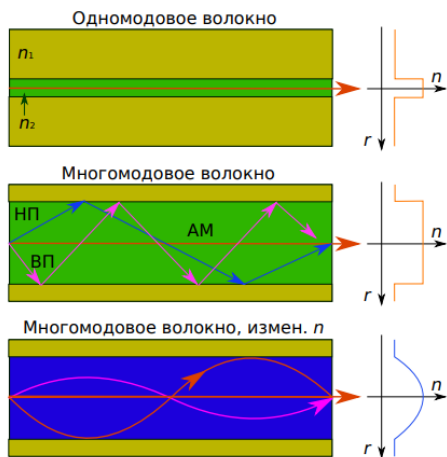 Одномодовое волокно
n₁
n₂
n
r
Многомодовое волокно
НП
АМ
ВП
n
r
Многомодовое волокно, измен. n
n
r